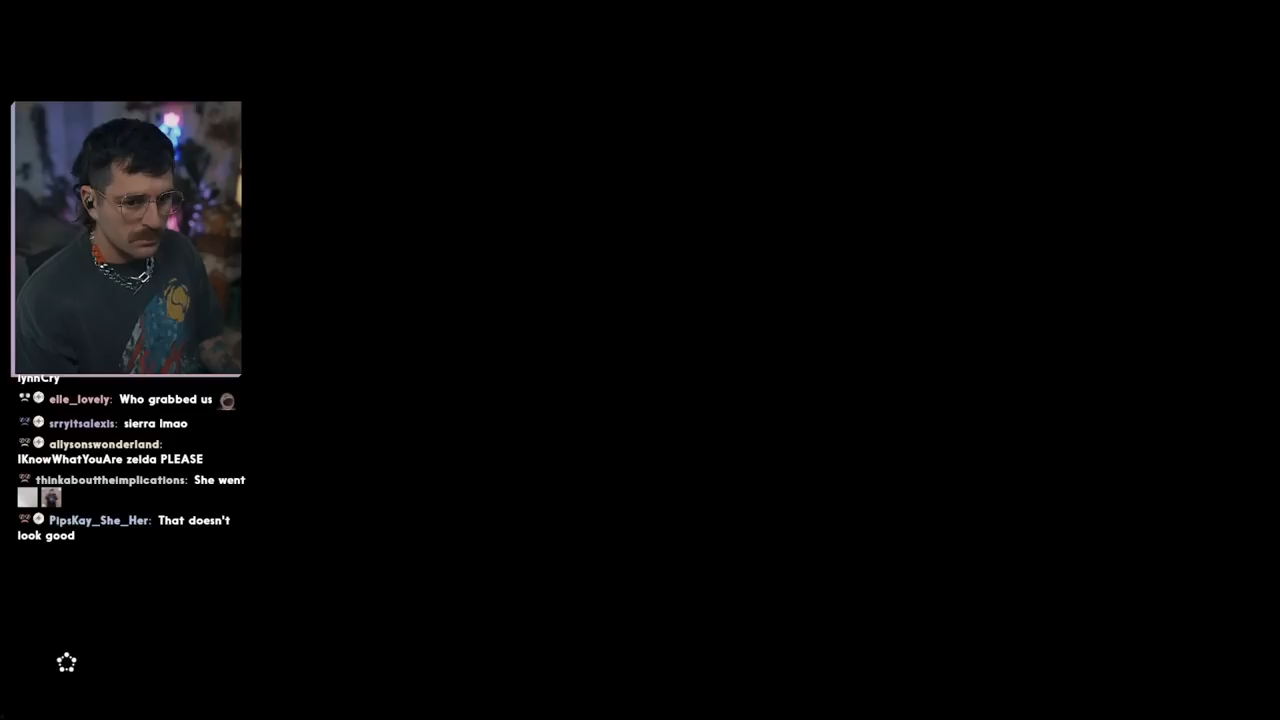 lynnCry
elle_lovely: Who grabbed us
srryitsalexis: sierra lmao
allysonswonderland:
IKnowWhatYouAre zelda PLEASE
thinkabouttheimplications: She went
PipsKay_She_Her: That doesn't
look good